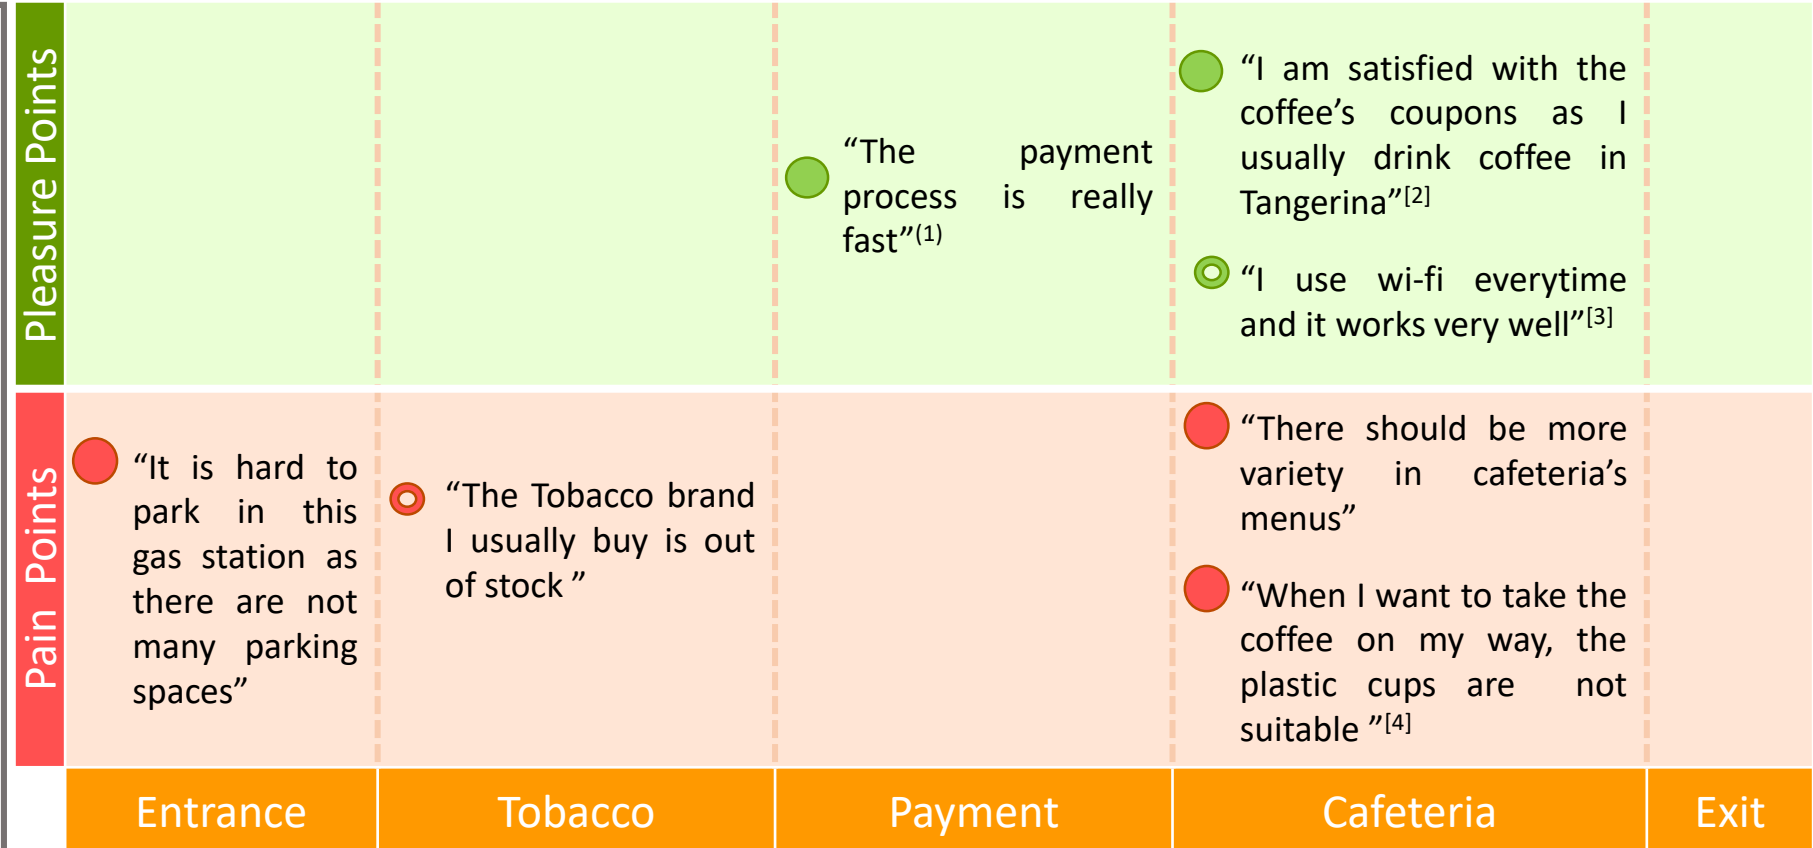 Pleasure Points
“The payment
process is really
fast”(1)
“I am satisfied with the
coffee’s coupons as I
usually drink coffee in
Tangerina”[2]
“I use wi-fi everytime
and it works very well”[3]
Pain Points
“It is hard to
park in this
gas station as
there are not
many parking
spaces”
“The Tobacco brand
I usually buy is out
of stock ”
“There should be more
variety in cafeteria’s
menus”
“When I want to take the
coffee on my way, the
plastic cups are not
suitable ”[4]
Entrance
Tobacco
Payment
Cafeteria
Exit